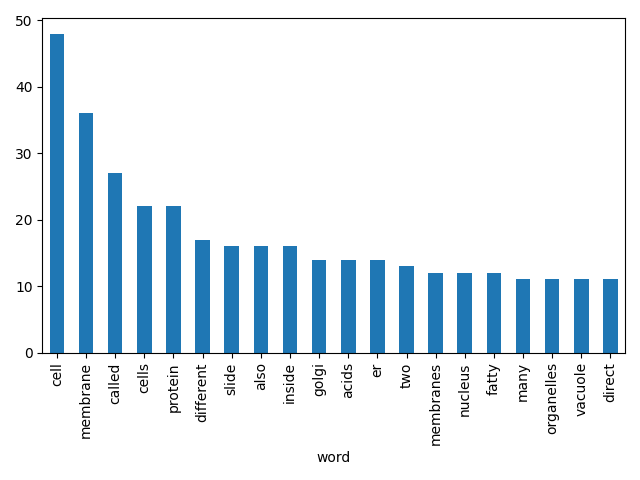 50
40
30
20
10
0
cell
membrane
called
cells
protein
different
slide
also
inside
golgi
acids
er
two
membranes
nucleus
fatty
many
organelles
vacuole
direct
word